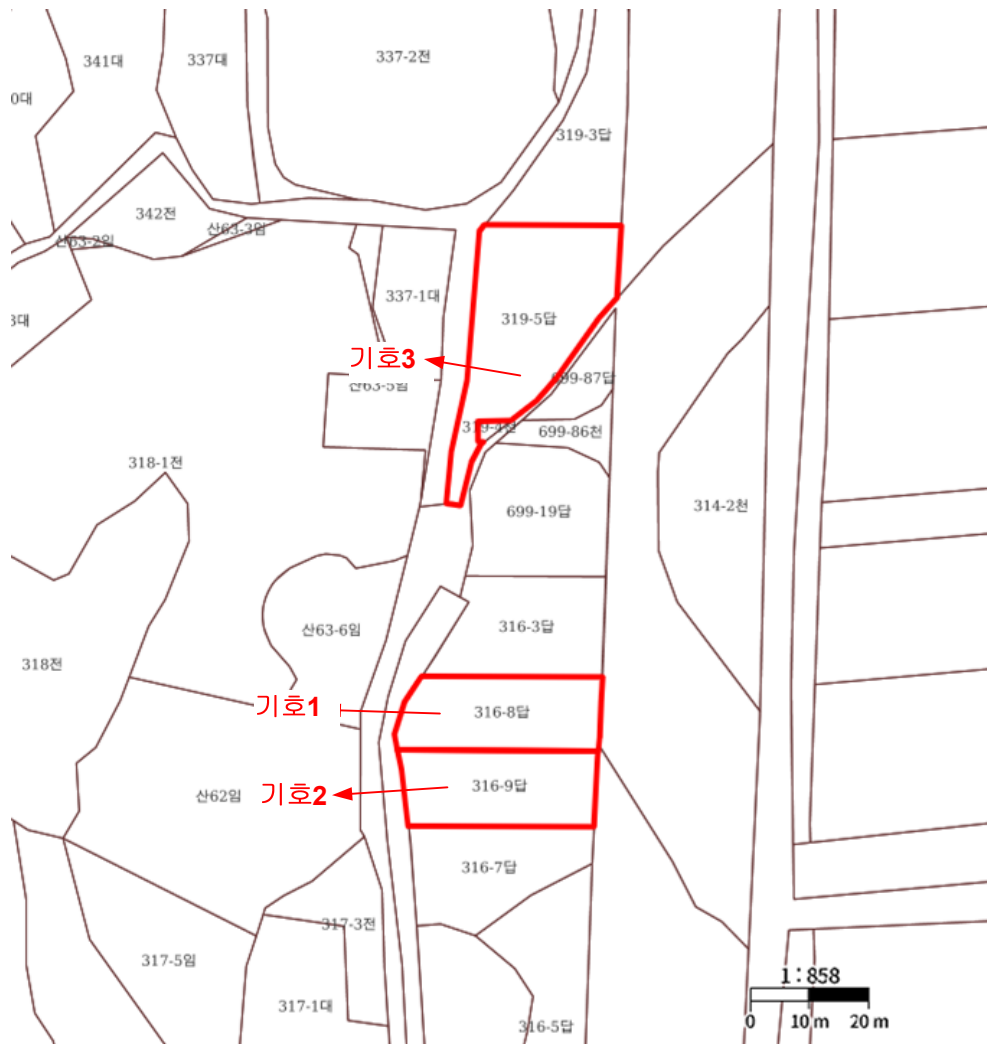 341대
337대
337-2전
0대
319-3답
342전
산63-3임
산63-2임
337-1대
319-5답
3대
기호3
699-87답
산63-5임
319-4전
699-86천
318-1전
314-2천
699-19답
산63-6임
316-3답
318전
기호1
316-8답
산62임
기호2
316-9답
316-7답
317-3전
317-5임
317-1대
316-5답
1:858
0 10 m 20 m